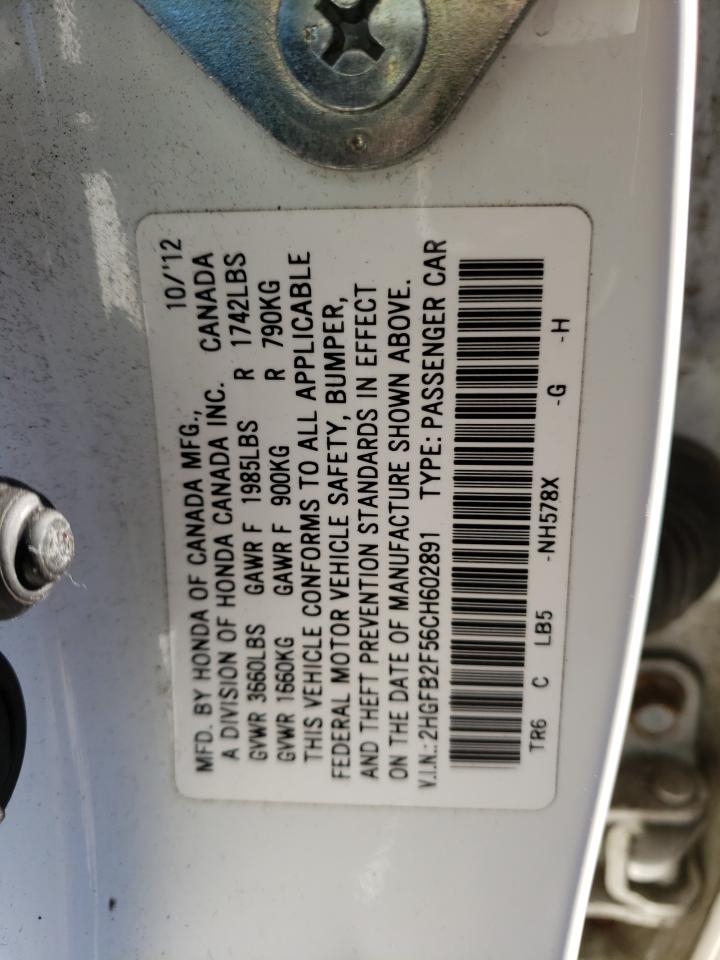 MFD. BY HONDA OF CANADA MFG., 10/'12
A DIVISION OF HONDA CANADA INC. CANADA
GVWR 3660LBS GAWR F 1985LBS R 1742LBS
GVWR 1660KG GAWR F 900KG R 790KG
THIS VEHICLE CONFORMS TO ALL APPLICABLE
FEDERAL MOTOR VEHICLE SAFETY, BUMPER,
AND THEFT PREVENTION STANDARDS IN EFFECT
ON THE DATE OF MANUFACTURE SHOWN ABOVE.
V.I.N.: 2HGFB2F56CH602891 TYPE: PASSENGER CAR
TR6 C LB5 -NH578X -G -H